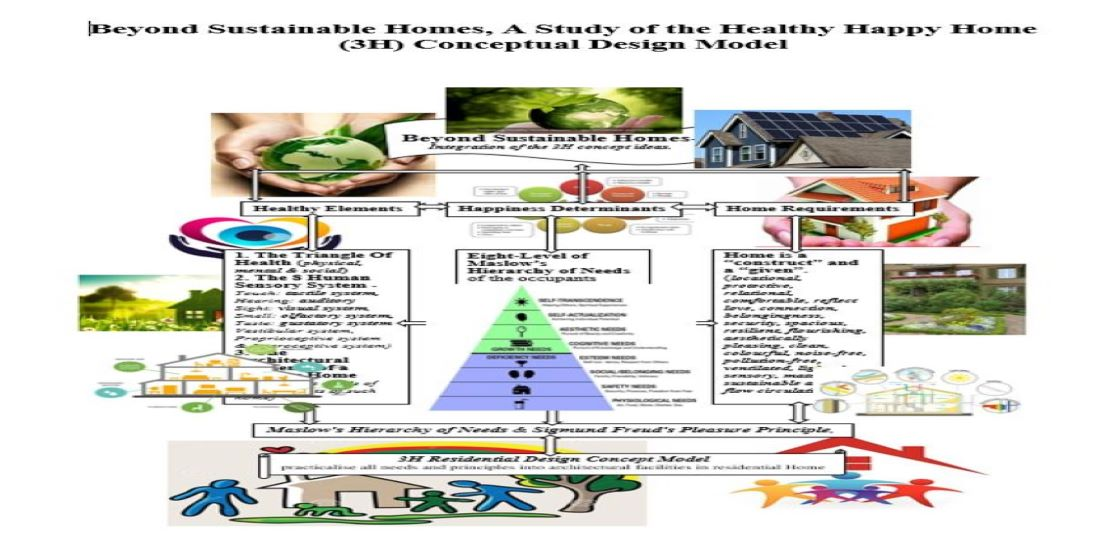 Beyond Sustainable Homes, A Study of the Healthy Happy Home
(3H) Conceptual Design Model
Beyond Sustainable Homes
Integration of the 3H concept ideas.
Healthy Elements
Happiness Determinants
Home Requirements
1. The Triangle Of
Health (physical,
mental & social)
2. The 8 Human
Sensory System -
Touch: tactile system,
Hearing: auditory
Sight: visual system,
Smell: olfactory system
Taste: gustatory system
Vestibular system,
Proprioceptive system
Home
Eight-Level of
Maslow's
Hierarchy of Needs
of the occupants
SELF-TRANSCENDENCE
SELF-ACTUALIZATION
AESTHETIC NEEDS
COGNITIVE NEEDS
GROWTH NEEDS
DEFICIENCY NEEDS
ESTEEM NEEDS
SOCIAL/BELONGING NEEDS
SAFETY NEEDS
PHYSIOLOGICAL NEEDS
Home is a
"construct" and
a "given".
(locational,
protective,
relational,
comfortable, reflect
love, connection,
belongingness,
security, spacious,
resilient, flourishing,
aesthetically
pleasing, clean,
colourful, noise-free,
pollution-free,
ventilated,
sensory,
sustainable a
flow
Maslow's Hierarchy of Needs & Sigmund Freud's Pleasure Principle.
3H Residential Design Concept Model
practicalise all needs and principles into architectural facilities in residential Home